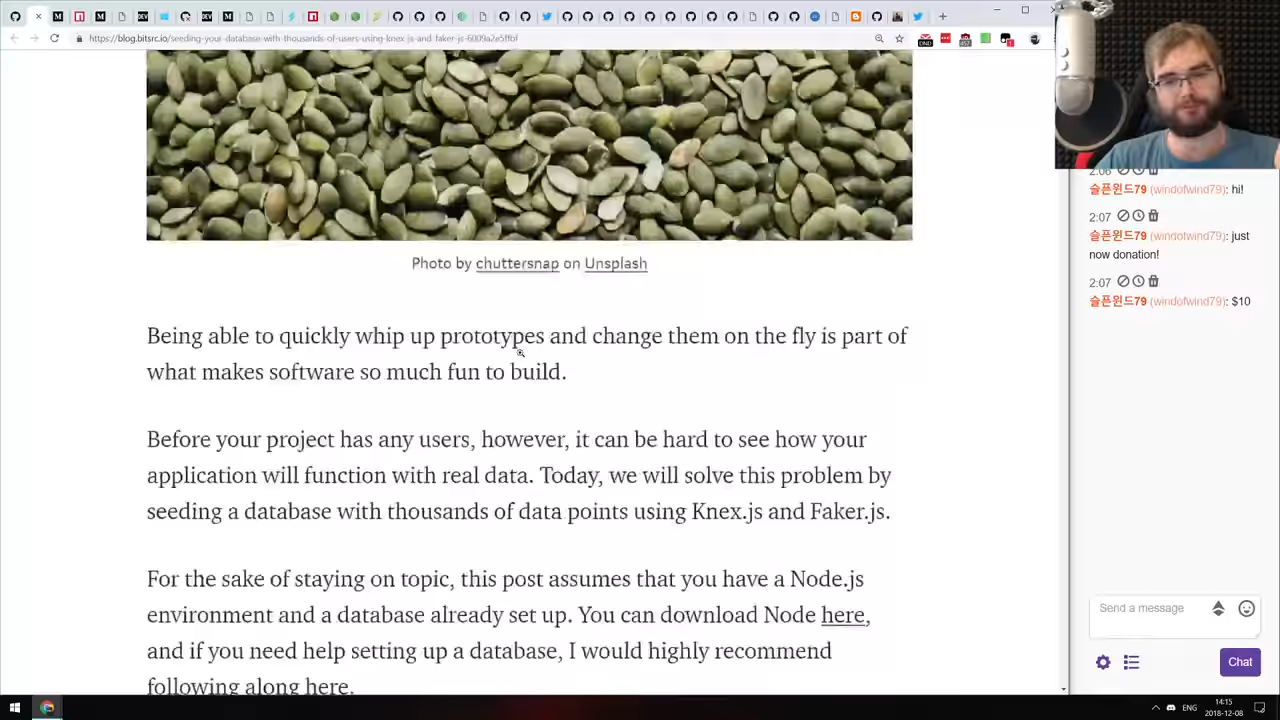 https://blog.bitsrc.io/seeding-your-database-with-thousands-of-users-using-knex-js-and-faker-js-6009a2e5ffbf
Photo by chuttersnap on Unsplash
Being able to quickly whip up prototypes and change them on the fly is part of
what makes software so much fun to build.
Before your project has any users, however, it can be hard to see how your
application will function with real data. Today, we will solve this problem by
seeding a database with thousands of data points using Knex.js and Faker.js.
For the sake of staying on topic, this post assumes that you have a Node.js
environment and a database already set up. You can download Node here,
and if you need help setting up a database, I would highly recommend
following along here.
2:06
슬픈윈드79 (windofwind79): hi!
2:07
슬픈윈드79 (windofwind79): just
now donation!
2:07
슬픈윈드79 (windofwind79): $10
Send a message
Chat
ENG
14:15
2018-12-08